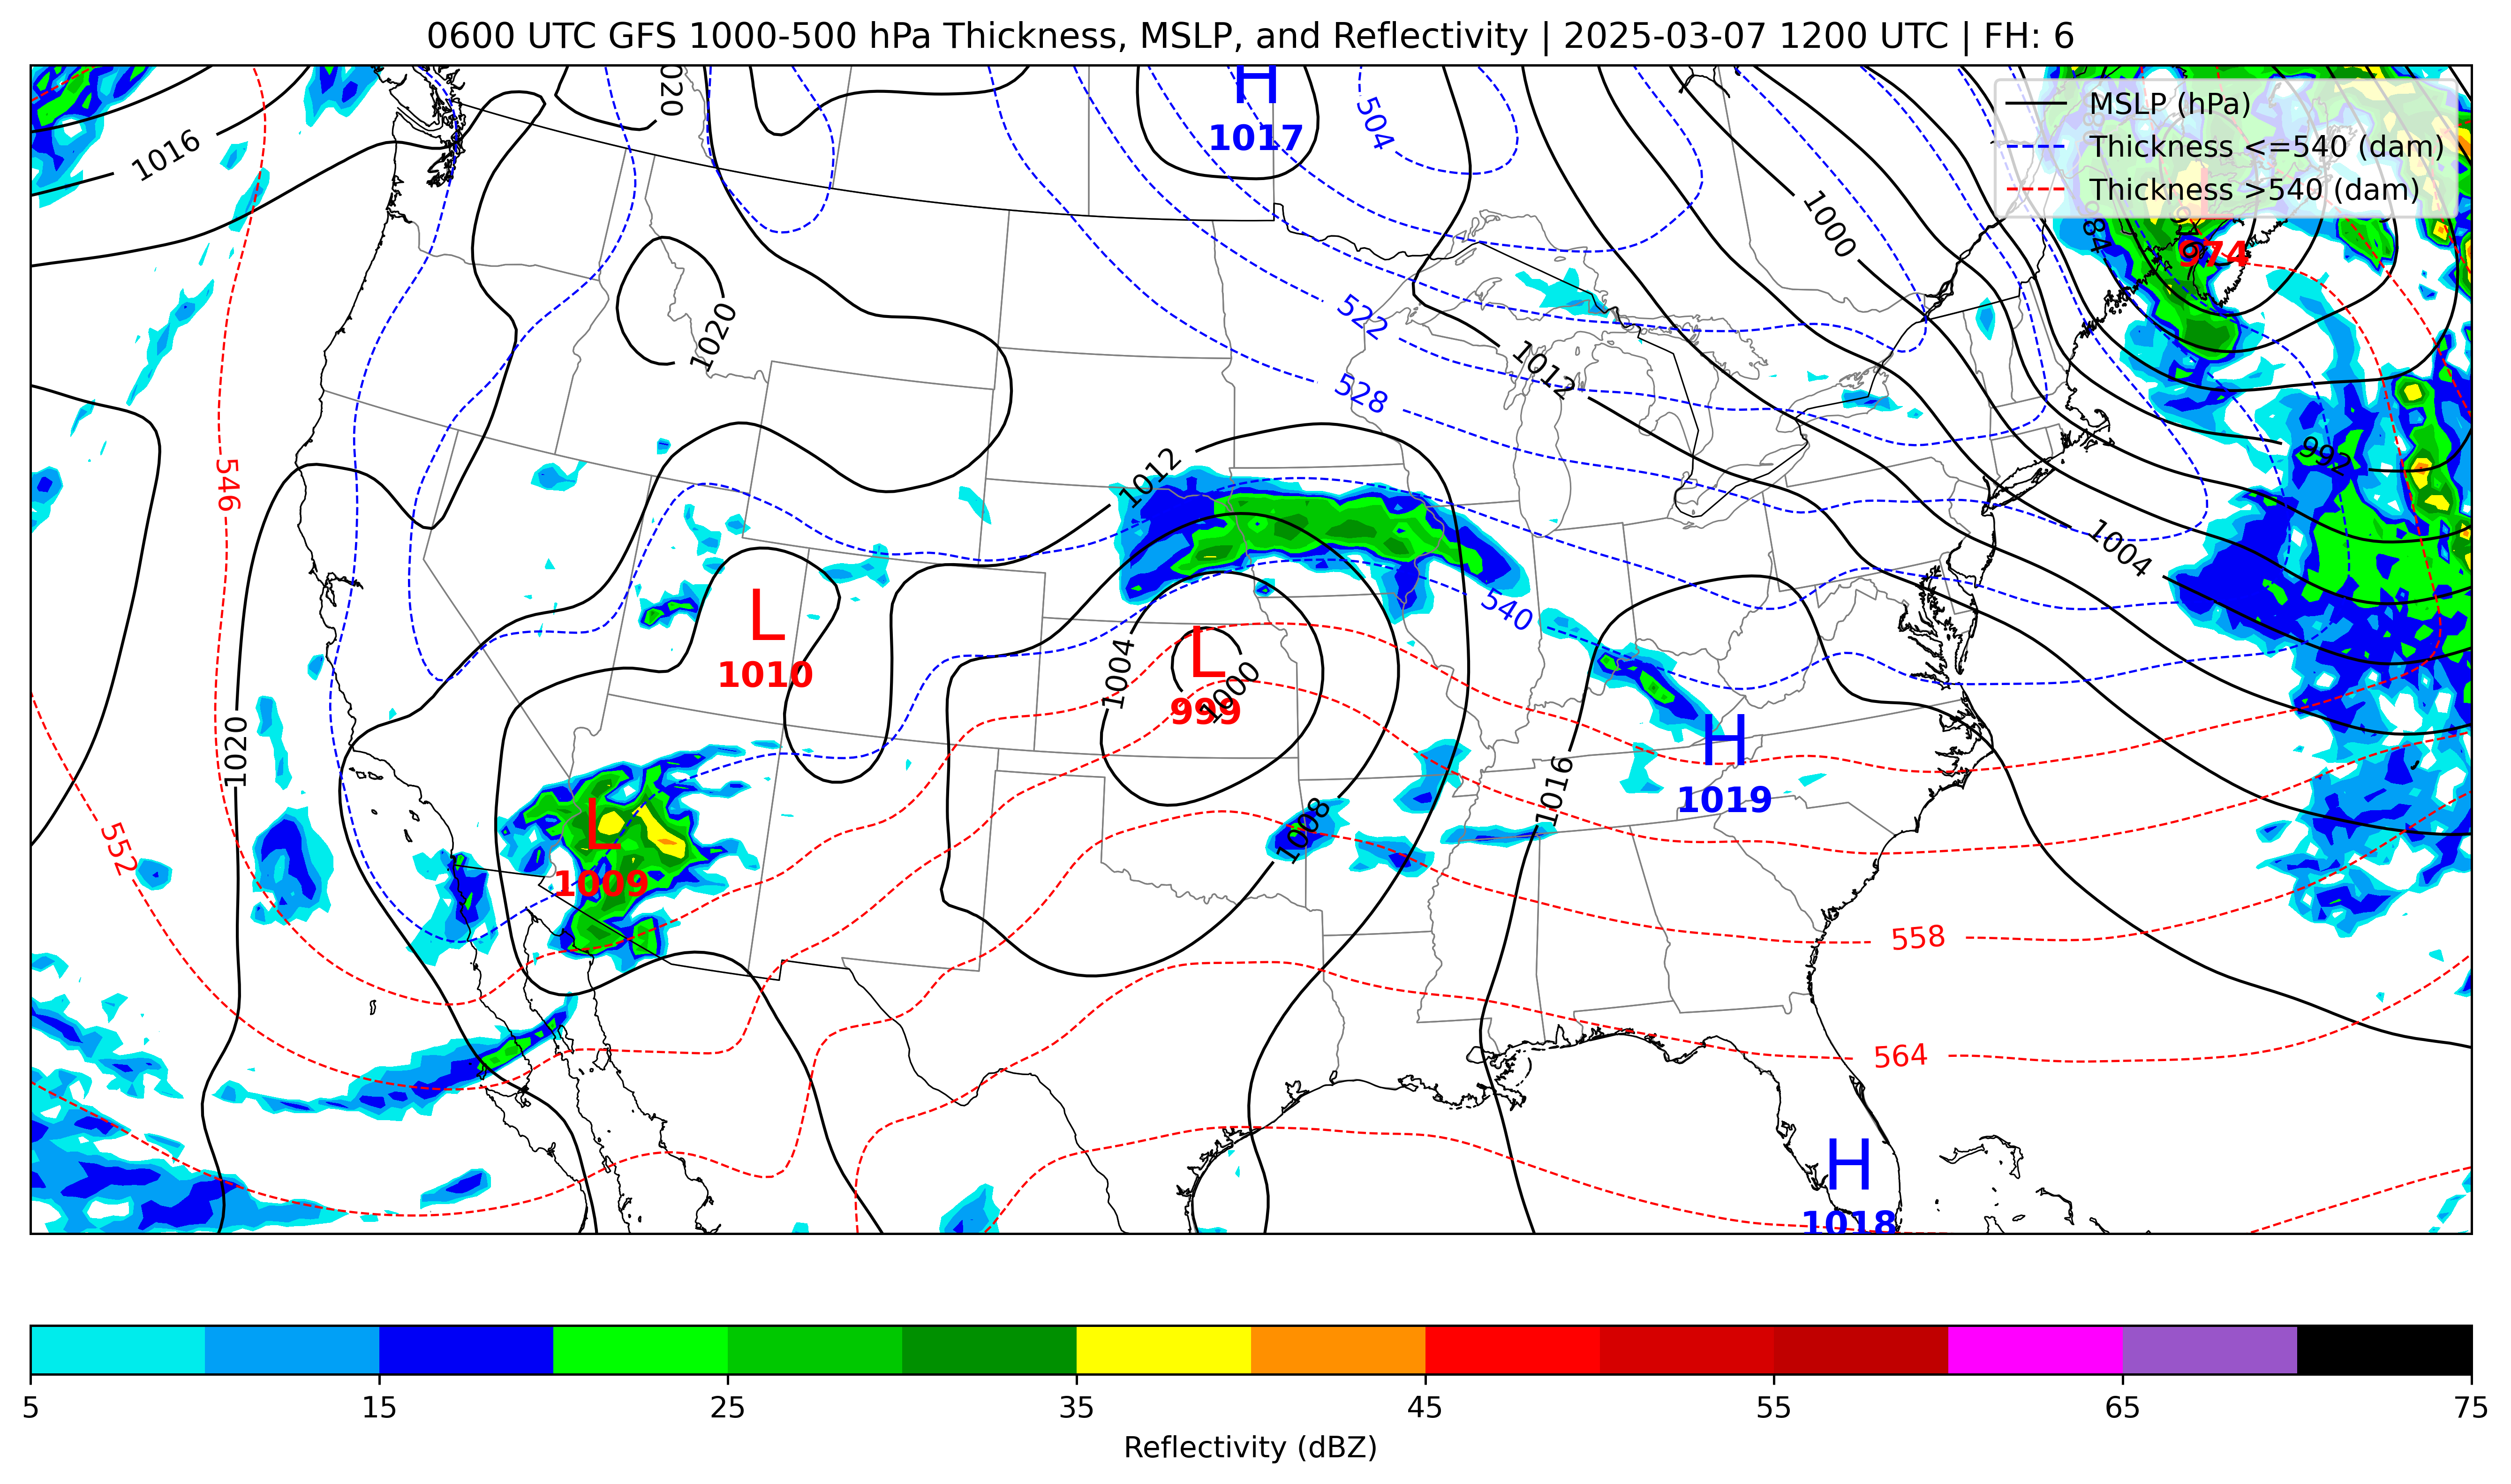 0600 UTC GFS 1000-500 hPa Thickness, MSLP, and Reflectivity | 2025-03-07 1200 UTC | FH: 6
MSLP (hPa)
Thickness <=540 (dam)
Thickness >540 (dam)
H
1017
504
1020
1016
1000
984
976
L
974
1020
522
528
1012
1012
546
992
1004
L
1010
540
L
999
1000
1004
1020
H
1019
1016
1008
L
1009
552
558
564
H
1018
5 15 25 35 45 55 65 75
Reflectivity (dBZ)